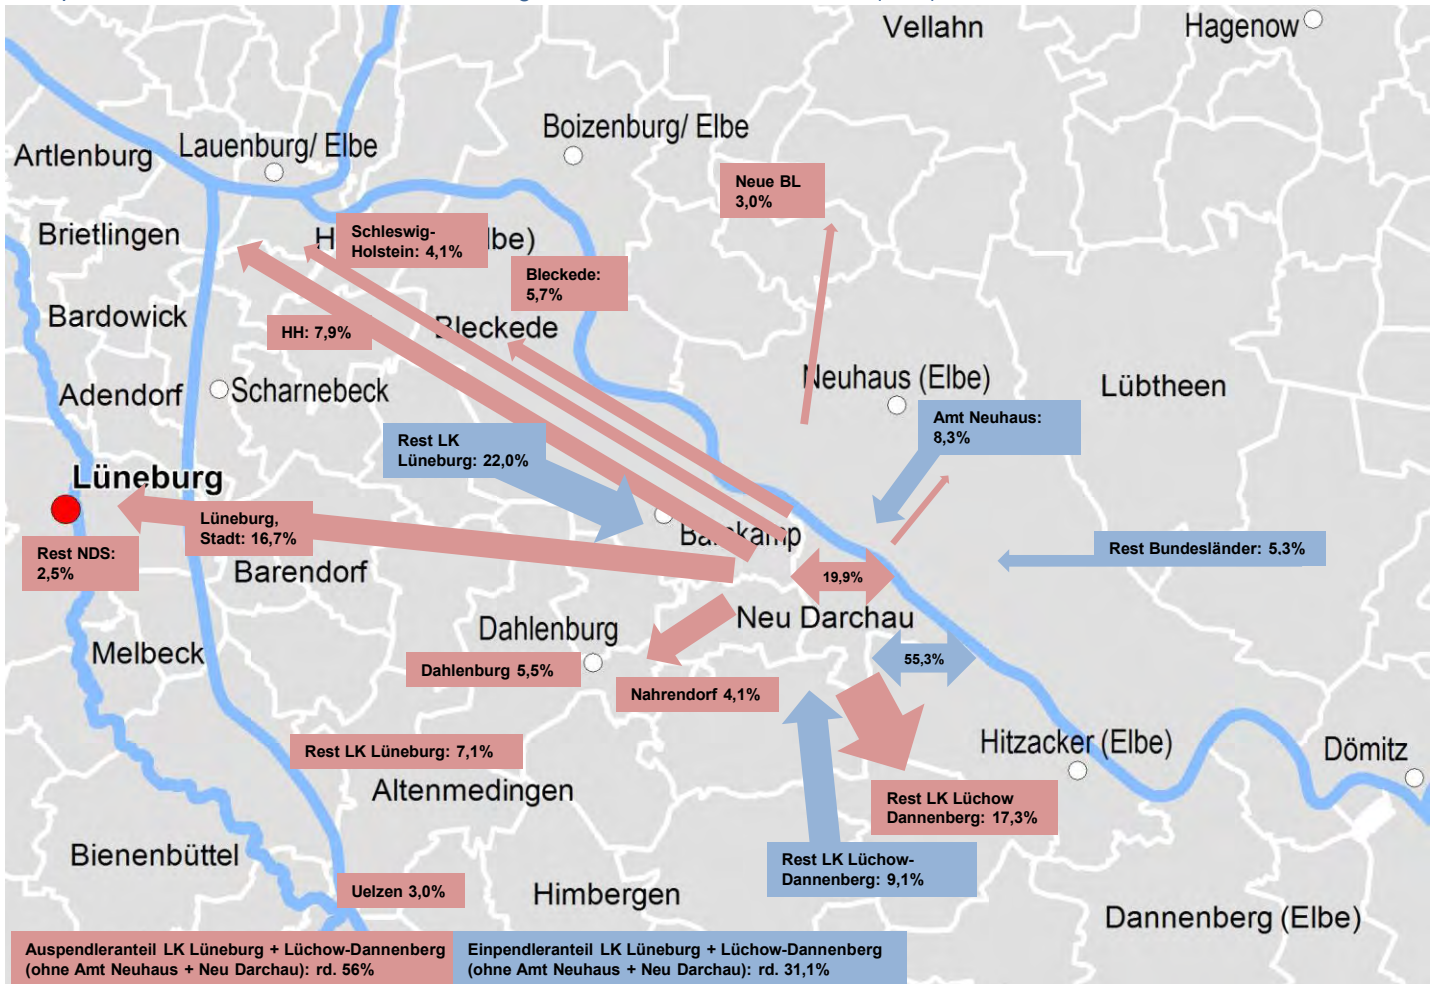 Vellahn
Hagenow
Boizenburg/ Elbe
Lauenburg/ Elbe
Artlenburg
Neue BL
3,0%
Schleswig-
Holstein: 4,1%
Brietlingen
Bleckede:
5,7%
Bardowick
HH: 7,9%
Bleckede
Neuhaus (Elbe)
Lübtheen
Adendorf
Scharnebeck
Amt Neuhaus:
8,3%
Rest LK
Lüneburg: 22,0%
Lüneburg
Lüneburg,
Stadt: 16,7%
Rest NDS:
2,5%
Rest Bundesländer: 5.3%
Barendorf
19,9%
Neu Darchau
Dahlenburg
Melbeck
55,3%
Dahlenburg 5,5%
Nahrendorf 4,1%
Rest LK Lüneburg: 7,1%
Hitzacker (Elbe)
Dömitz
Altenmedingen
Rest LK Lüchow
Dannenberg: 17,3%
Bienenbüttel
Rest LK Lüchow-
Dannenberg: 9,1%
Uelzen 3,0%
Himbergen
Dannenberg (Elbe)
Auspendleranteil LK Lüneburg + Lüchow-Dannenberg
(ohne Amt Neuhaus + Neu Darchau): rd. 56%
Einpendleranteil LK Lüneburg + Lüchow-Dannenberg
(ohne Amt Neuhaus + Neu Darchau): rd. 31,1%